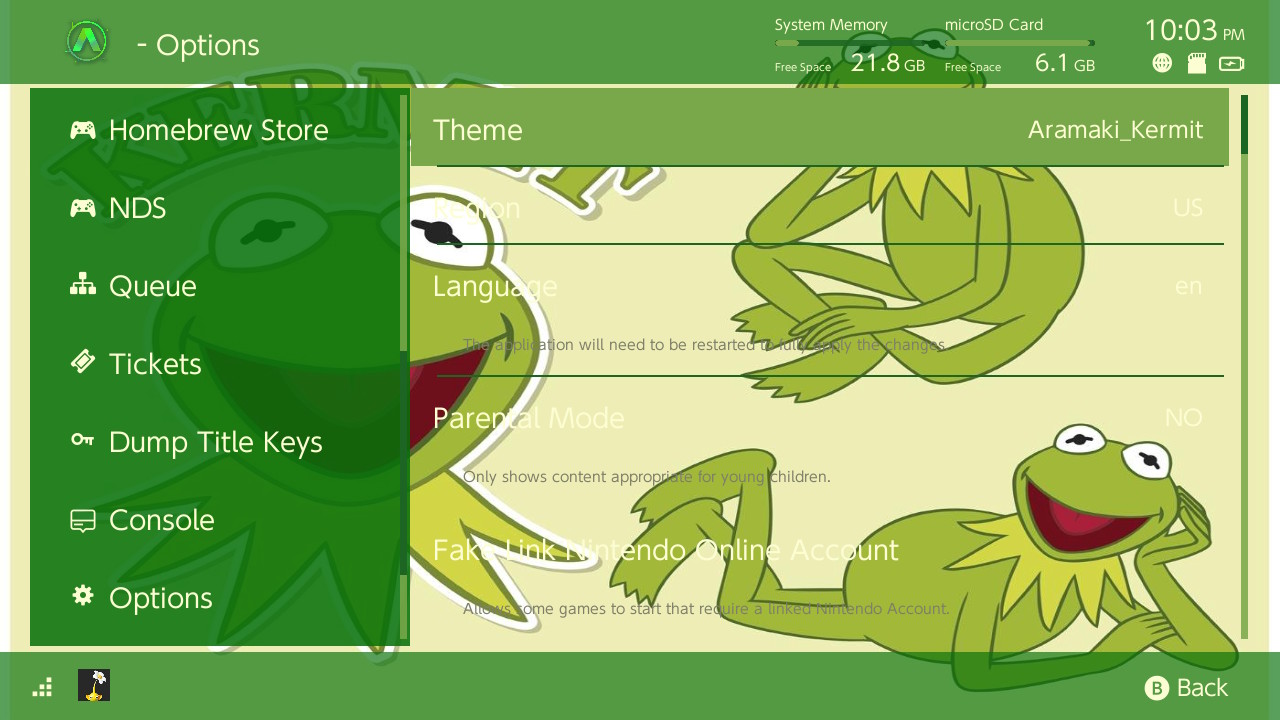 - Options
System Memory
microSD Card
Free Space 21.8 GB
Free Space 6.1 GB
10:03 PM
Homebrew Store
NDS
Queue
Tickets
Dump Title Keys
Console
Options
KERMIT
Theme
Aramaki_Kermit
Region
US
Language
en
The application will need to be restarted to fully apply the changes.
Parental Mode
NO
Only shows content appropriate for young children.
Fake Link Nintendo Online Account
Allows some games to start that require a linked Nintendo Account.
B Back